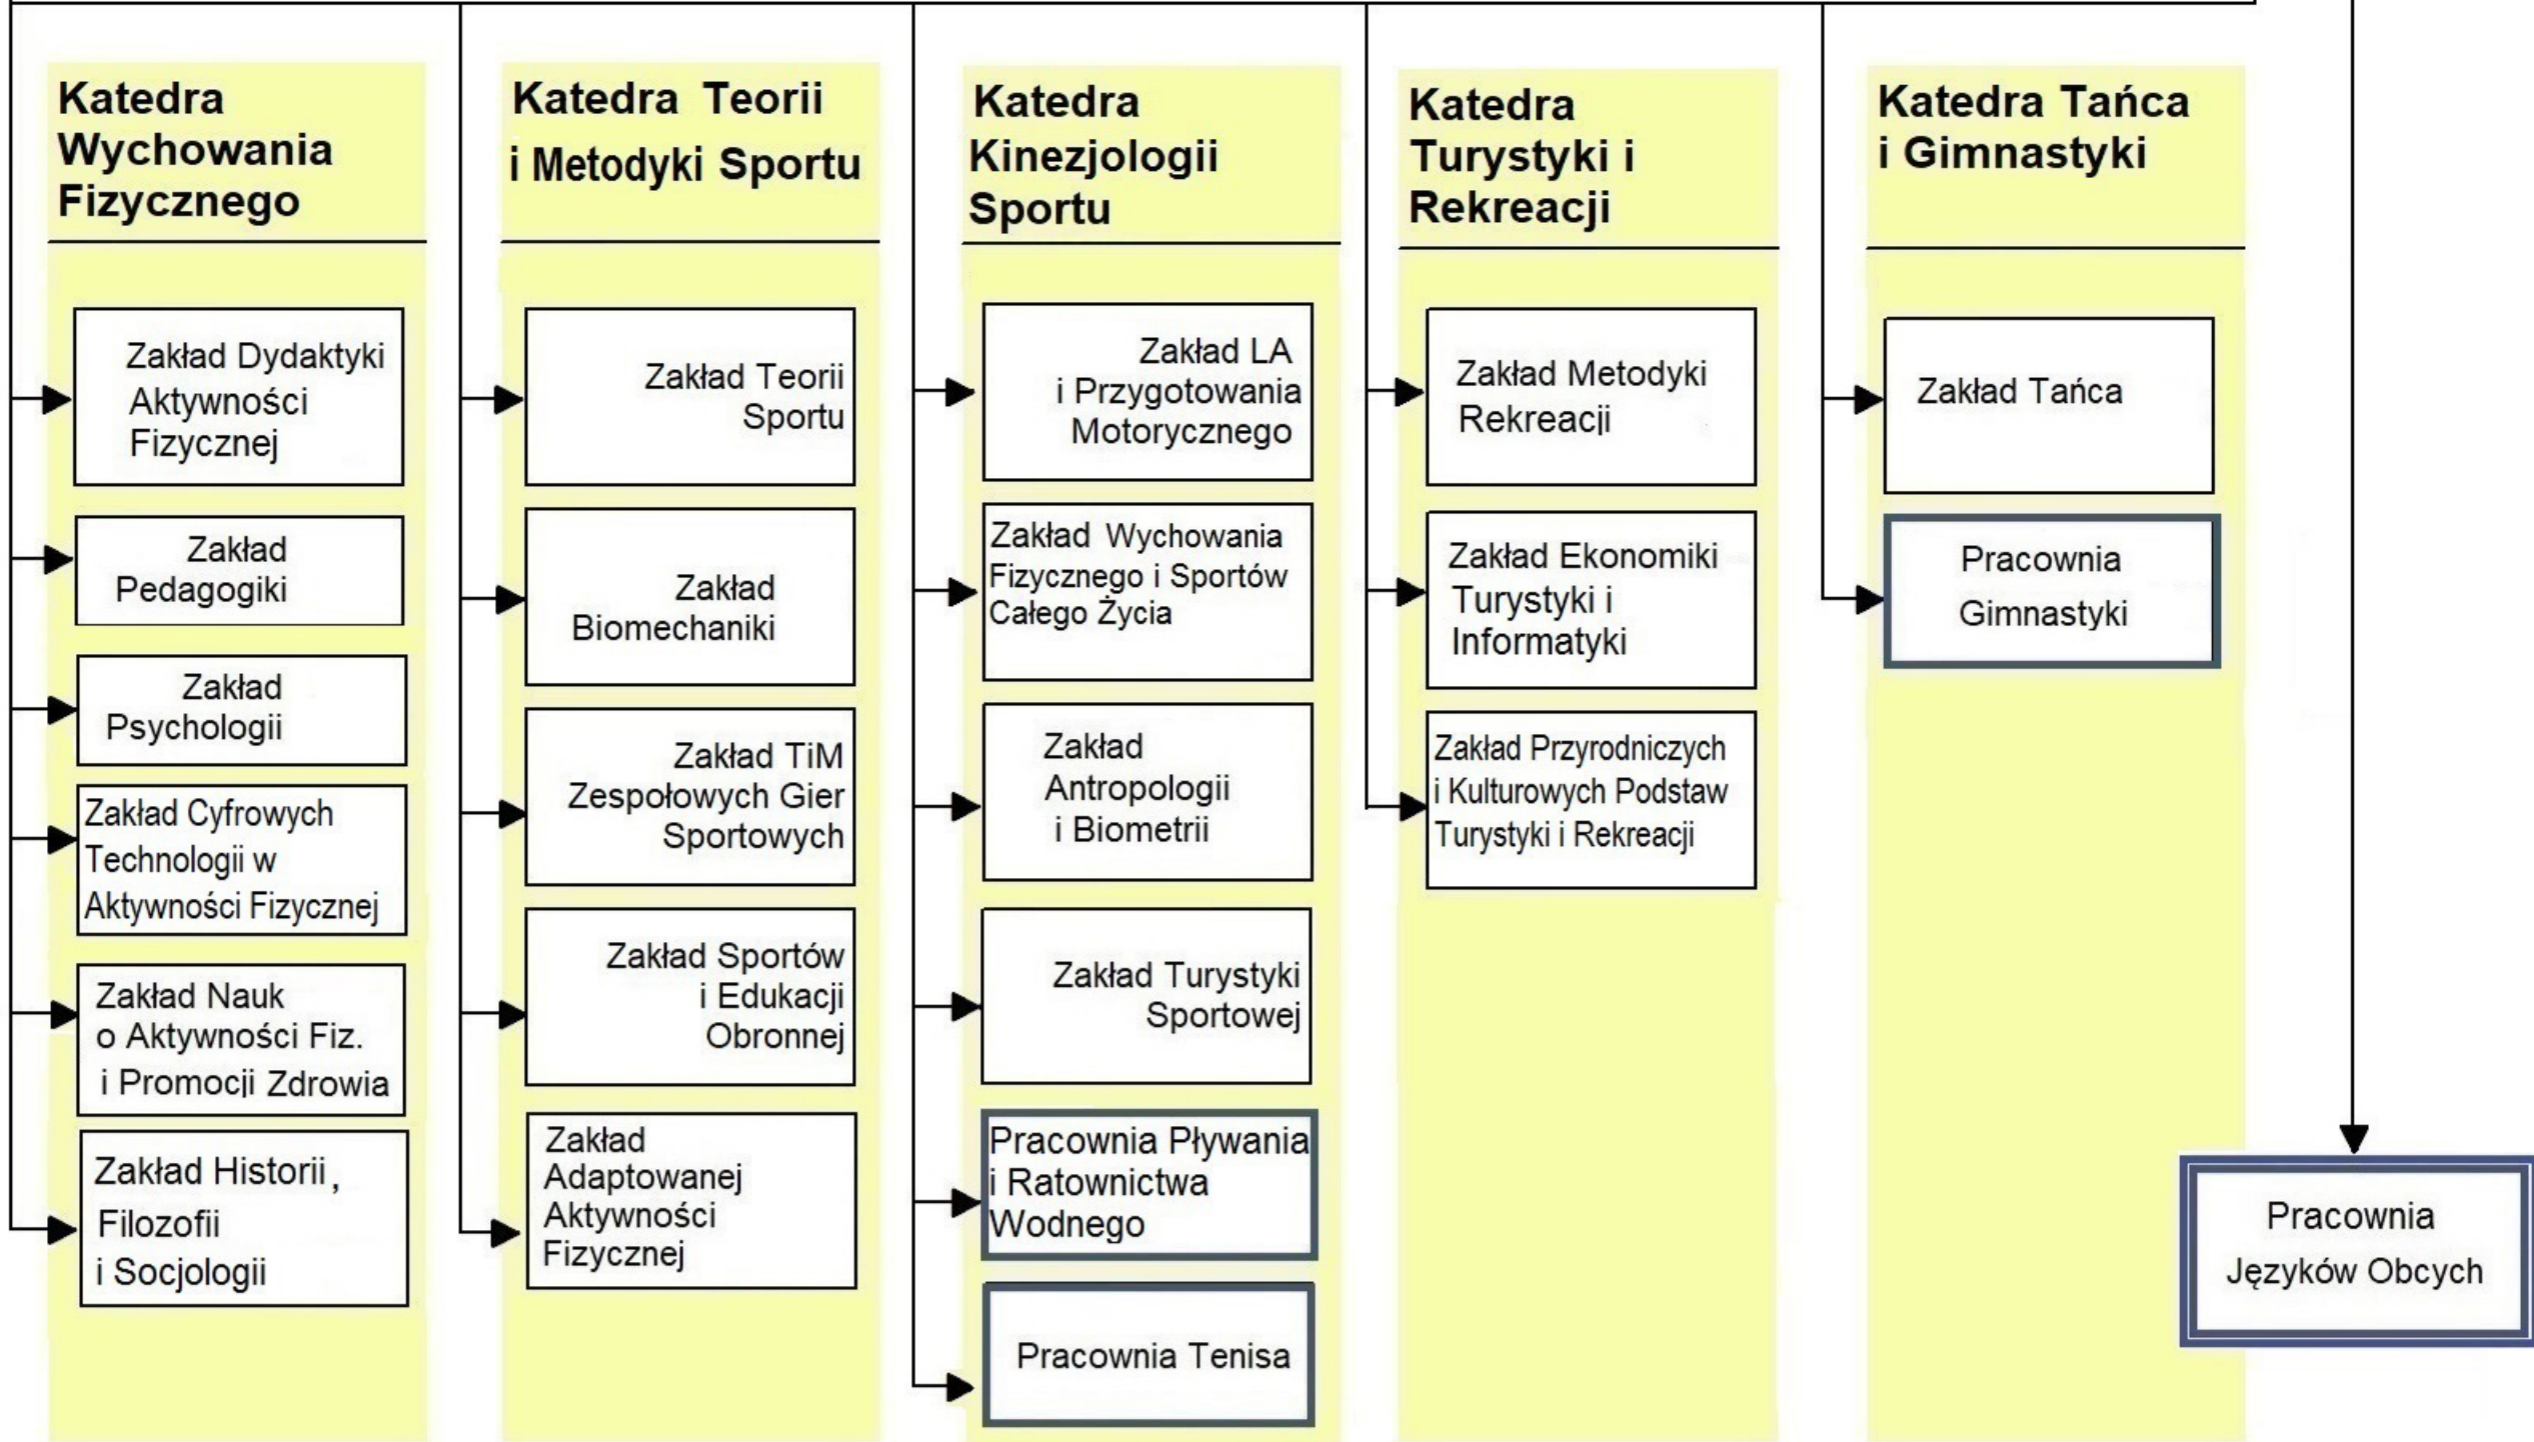 Katedra
Wychowania
Fizycznego
Zakład Dydaktyki
Aktywności
Fizycznej
Zakład
Pedagogiki
Zakład
Psychologii
Zakład Cyfrowych
Technologii w
Aktywności Fizycznej
Zakład Nauk
o Aktywności Fiz.
i Promocji Zdrowia
Zakład Historii,
Filozofii
i Socjologii
Katedra Teorii
i Metodyki Sportu
Zakład Teorii
Sportu
Zakład
Biomechaniki
Zakład TiM
Zespołowych Gier
Sportowych
Zakład Sportów
i Edukacji
Obronnej
Zakład
Adaptowanej
Aktywności
Fizycznej
Katedra
Kinezjologii
Sportu
Zakład LA
i Przygotowania
Motorycznego
Zakład Wychowania
Fizycznego i Sportów
Całego Życia
Zakład
Antropologii
i Biometrii
Zakład Turystyki
Sportowej
Pracownia Pływania
i Ratownictwa
Wodnego
Pracownia Tenisa
Katedra
Turystyki i
Rekreacji
Zakład Metodyki
Rekreacji
Zakład Ekonomiki
Turystyki i
Informatyki
Zakład Przyrodniczych
i Kulturowych Podstaw
Turystyki i Rekreacji
Katedra Tańca
i Gimnastyki
Zakład Tańca
Pracownia
Gimnastyki
Pracownia
Języków Obcych